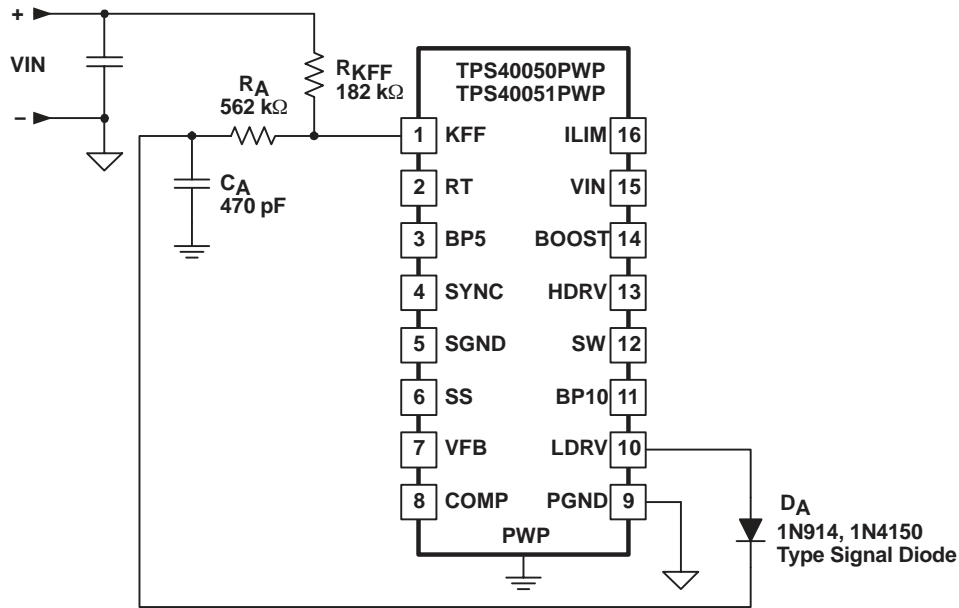 +
VIN
−
RA
562 kΩ
RKFF
182 kΩ
CA
470 pF
TPS40050PWP
TPS40051PWP
1 KFF ILIM 16
2 RT VIN 15
3 BP5 BOOST 14
4 SYNC HDRV 13
5 SGND SW 12
6 SS BP10 11
7 VFB LDRV 10
8 COMP PGND 9
PWP
DA
1N914, 1N4150
Type Signal Diode